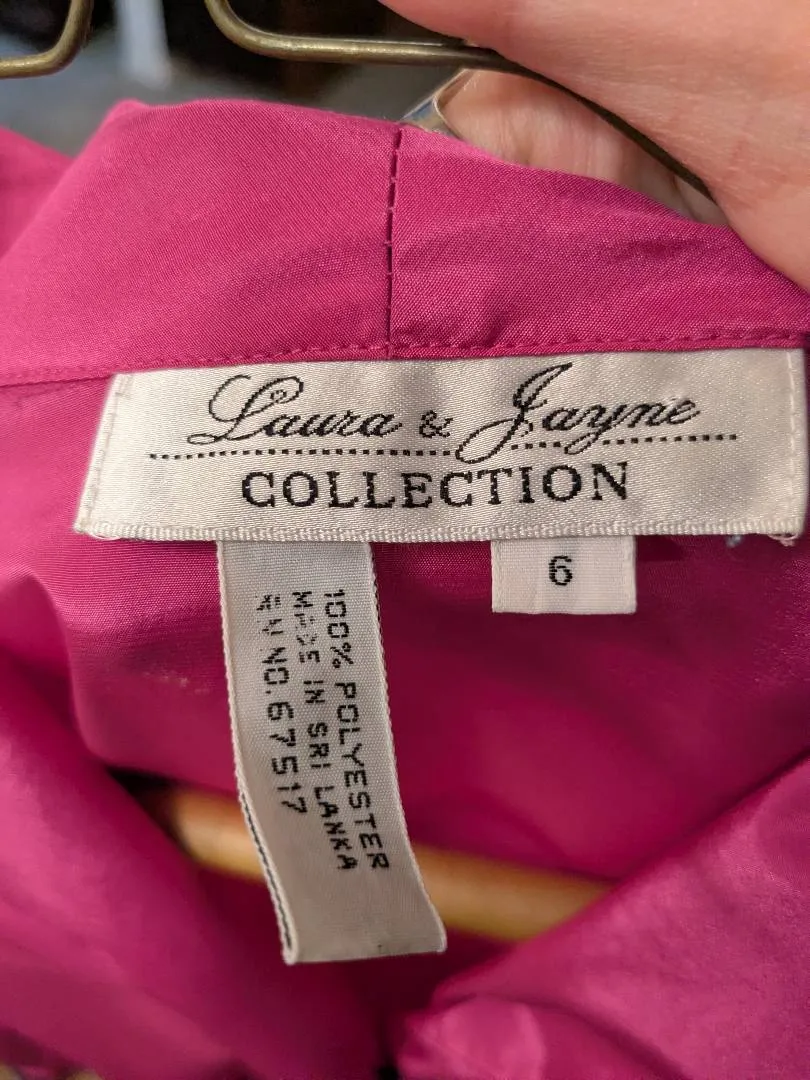 Laura & Jayne
COLLECTION
6
100% POLYESTER
MADE IN SRI LANKA
RN NO.67517